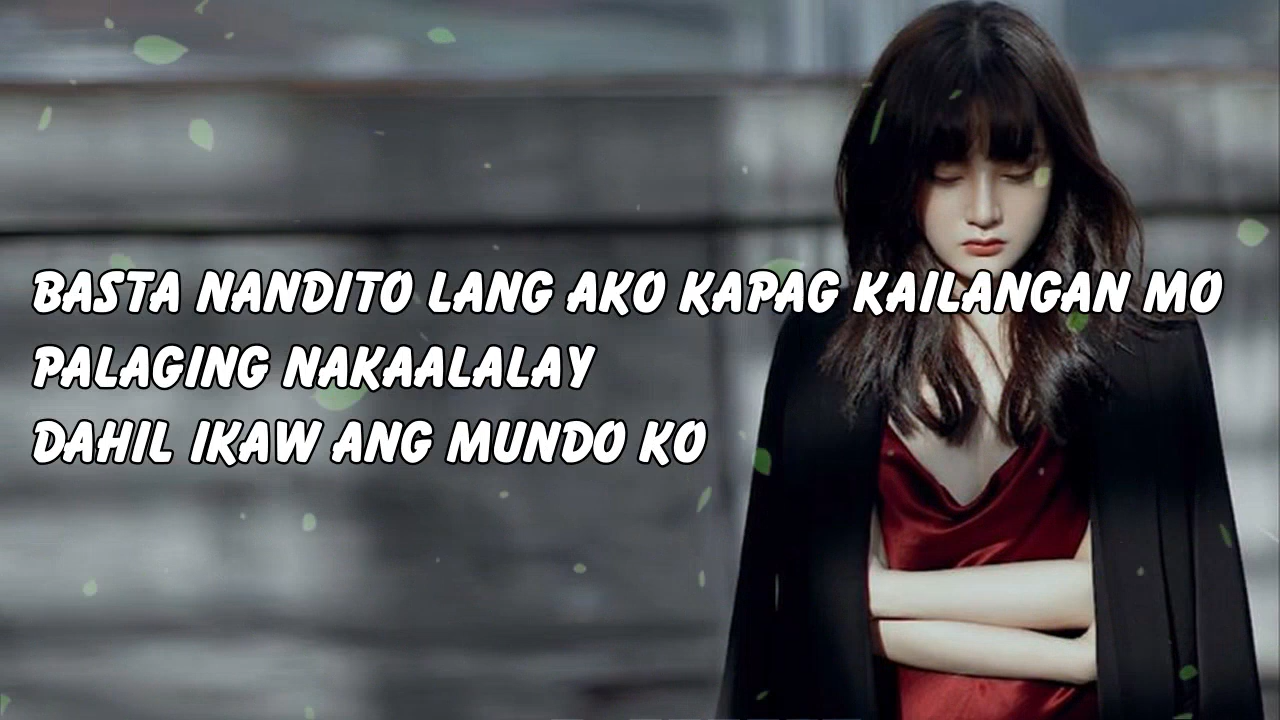 BASTA NANDITO LANG AKO KAPAG KAILANGAN MO
PALAGING NAKAALALAY
DAHIL IKAW ANG MUNDO KO